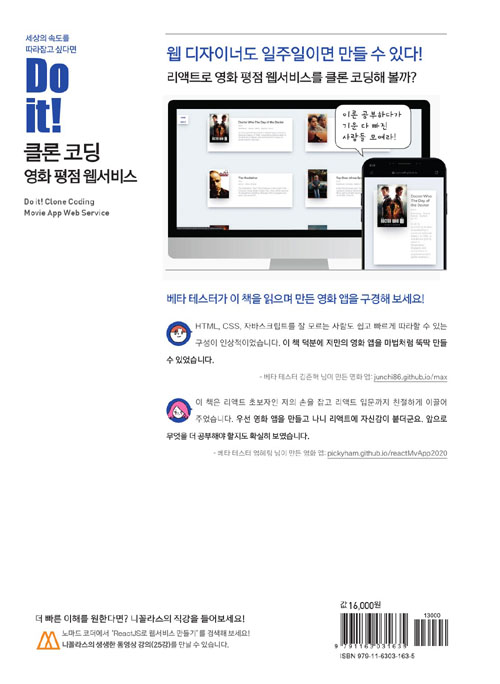 세상의 속도를
따라잡고 싶다면
Do
it!
클론 코딩
영화 평점 웹서비스
Do it! Clone Coding
Movie App Web Service
웹 디자이너도 일주일이면 만들 수 있다!
리액트로 영화 평점 웹서비스를 클론 코딩해 볼까?
이론 공부하다가
기운 다 빠진
사람들 모여라!
Doctor Who
The Day of
the Doctor
베타 테스터가 이 책을 읽으며 만든 영화 앱을 구경해 보세요!
HTML, CSS, 자바스크립트를 잘 모르는 사람도 쉽고 빠르게 따라할 수 있는
구성이 인상적이었습니다. 이 책 덕분에 저만의 영화 앱을 마법처럼 뚝딱 만들
수 있었습니다.
- 베타 테스터 김준혁 님이 만든 영화 앱: junchi86.github.io/max
이 책은 리액트 초보자인 저의 손을 잡고 리액트 입문까지 친절하게 이끌어
주었습니다. 우선 영화 앱을 만들고 나니 리액트에 자신감이 붙더군요. 앞으로
무엇을 더 공부해야 할지도 확실히 보였습니다.
- 베타 테스터 염혜림 님이 만든 영화 앱: pickyham.github.io/reactMvApp2020
더 빠른 이해를 원한다면? 니꼴라스의 직강을 들어보세요!
노마드 코더에서 "ReactJS로 웹서비스 만들기"를 검색해 보세요!
니꼴라스의 생생한 동영상 강의(25강)를 만날 수 있습니다.
값 16,000원
13000
9 791163 031635
ISBN 979-11-6303-163-5